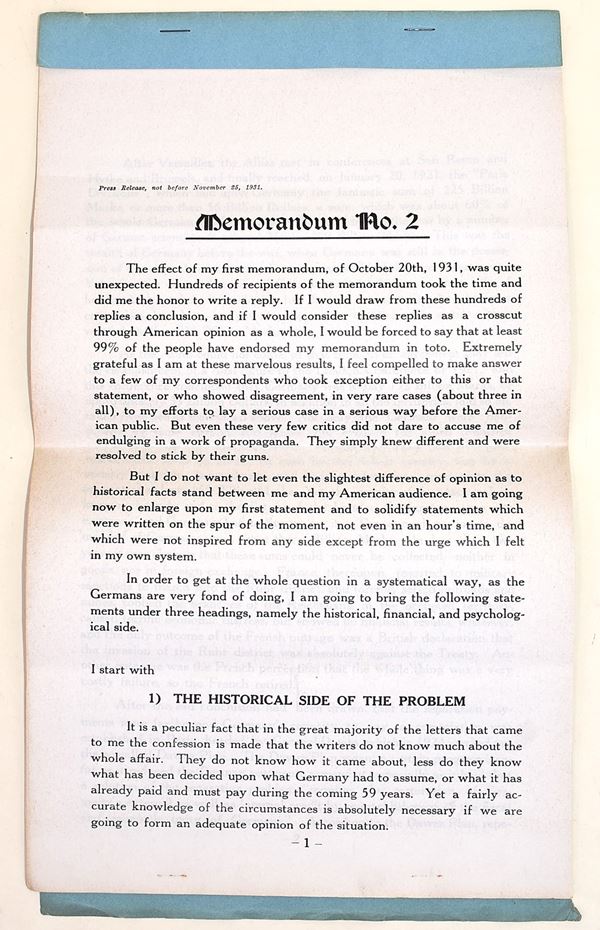 Press Release, not before November 25, 1931.
Memorandum No. 2
The effect of my first memorandum, of October 20th, 1931, was quite
unexpected. Hundreds of recipients of the memorandum took the time and
did me the honor to write a reply. If I would draw from these hundreds of
replies a conclusion, and if I would consider these replies as a crosscut
through American opinion as a whole, I would be forced to say that at least
99% of the people have endorsed my memorandum in toto. Extremely
grateful as I am at these marvelous results, I feel compelled to make answer
to a few of my correspondents who took exception either to this or that
statement, or who showed disagreement, in very rare cases (about three in
all), to my efforts to lay a serious case in a serious way before the Amer-
ican public. But even these very few critics did not dare to accuse me of
endulging in a work of propaganda. They simply knew different and were
resolved to stick by their guns.
But I do not want to let even the slightest difference of opinion as to
historical facts stand between me and my American audience. I am going
now to enlarge upon my first statement and to solidify statements which
were written on the spur of the moment, not even in an hour's time, and
which were not inspired from any side except from the urge which I felt
in my own system.
In order to get at the whole question in a systematical way, as the
Germans are very fond of doing, I am going to bring the following state-
ments under three headings, namely the historical, financial, and psycholog-
ical side.
I start with
1) THE HISTORICAL SIDE OF THE PROBLEM
It is a peculiar fact that in the great majority of the letters that came
to me the confession is made that the writers do not know much about the
whole affair. They do not know how it came about, less do they know
what has been decided upon what Germany had to assume, or what it has
already paid and must pay during the coming 59 years. Yet a fairly ac-
curate knowledge of the circumstances is absolutely necessary if we are
going to form an adequate opinion of the situation.
– 1 –